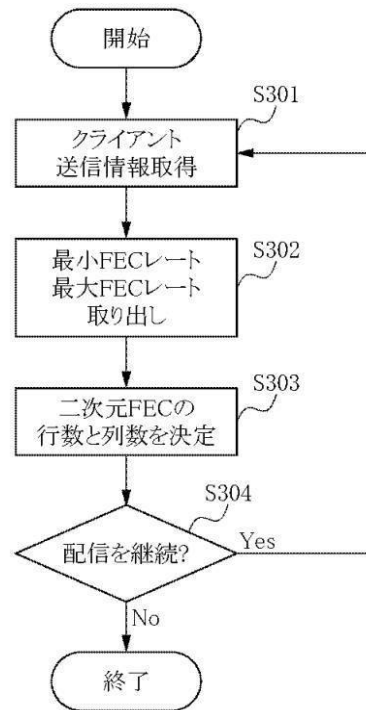 開始
S301
クライアント
送信情報取得
S302
最小FECレート
最大FECレート
取り出し
S303
二次元FECの
行数と列数を決定
S304
配信を継続?
Yes
No
終了